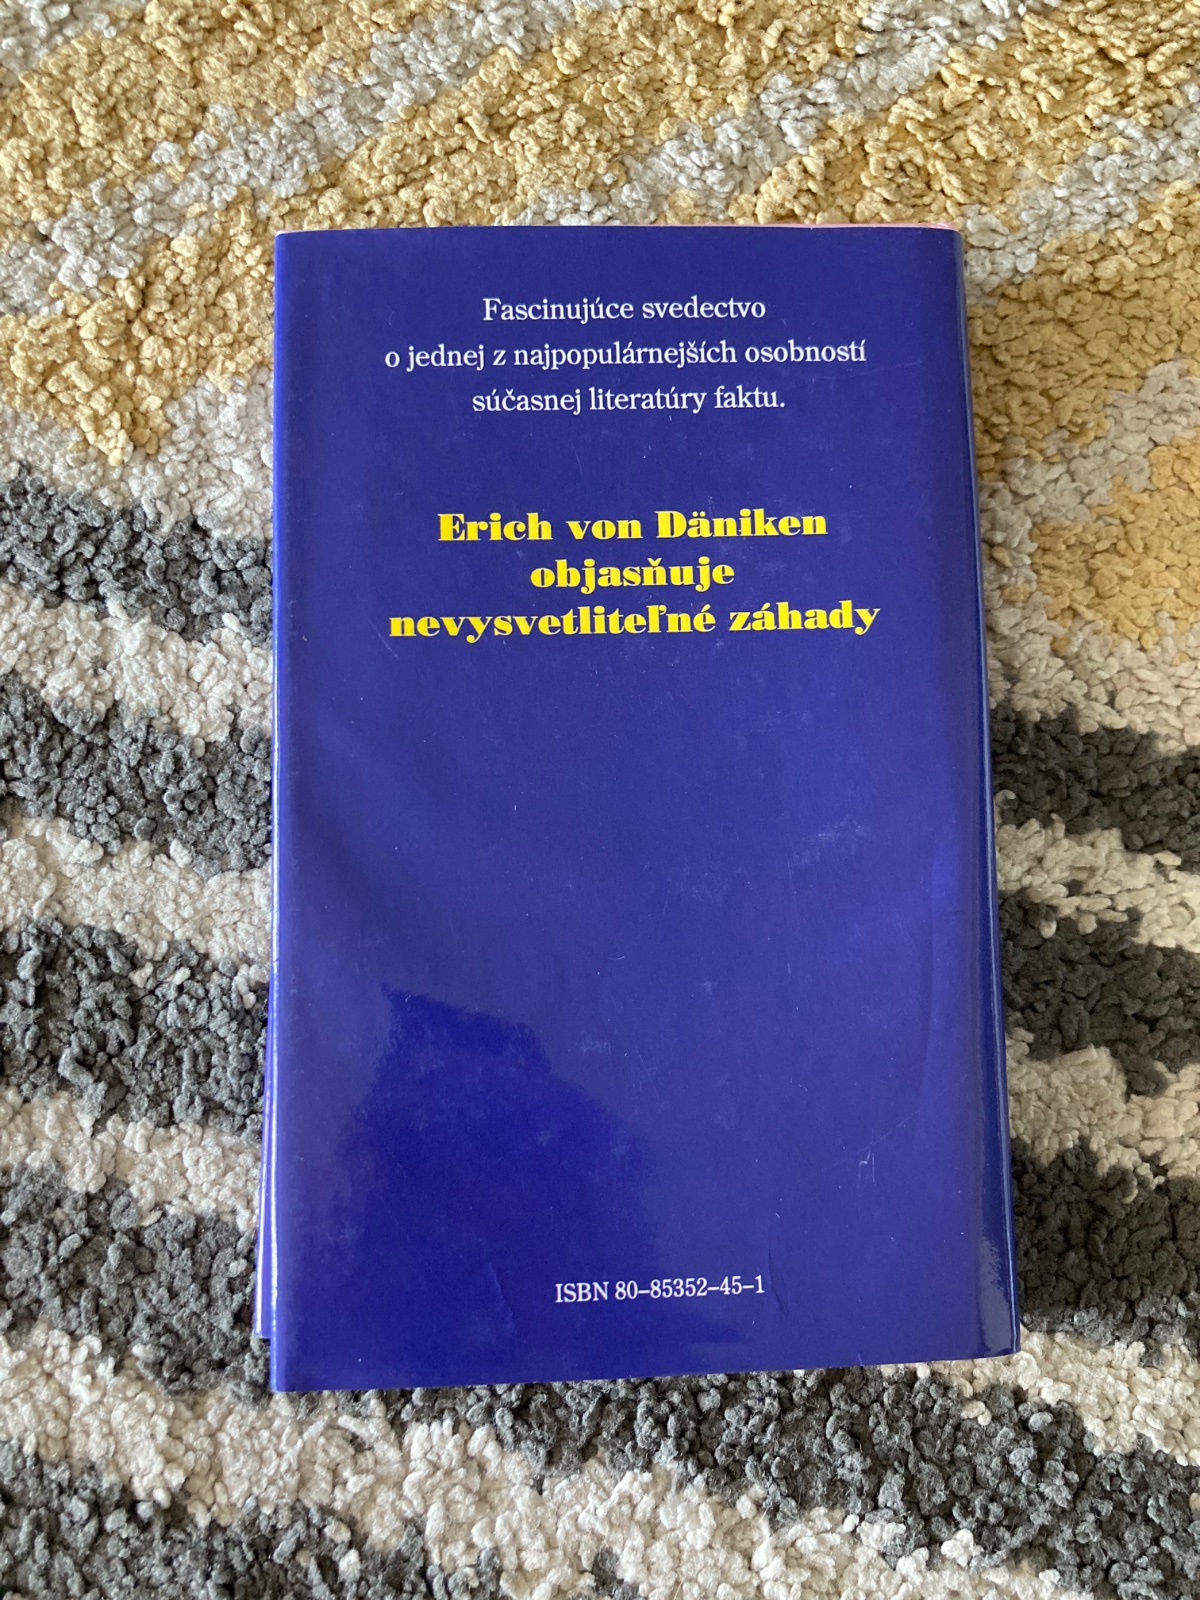 Fascinujúce svedectvo
o jednej z najpopulárnejších osobností
súčasnej literatúry faktu.
Erich von Däniken
objasňuje
nevysvetliteľné záhady
ISBN 80–85352–45–1